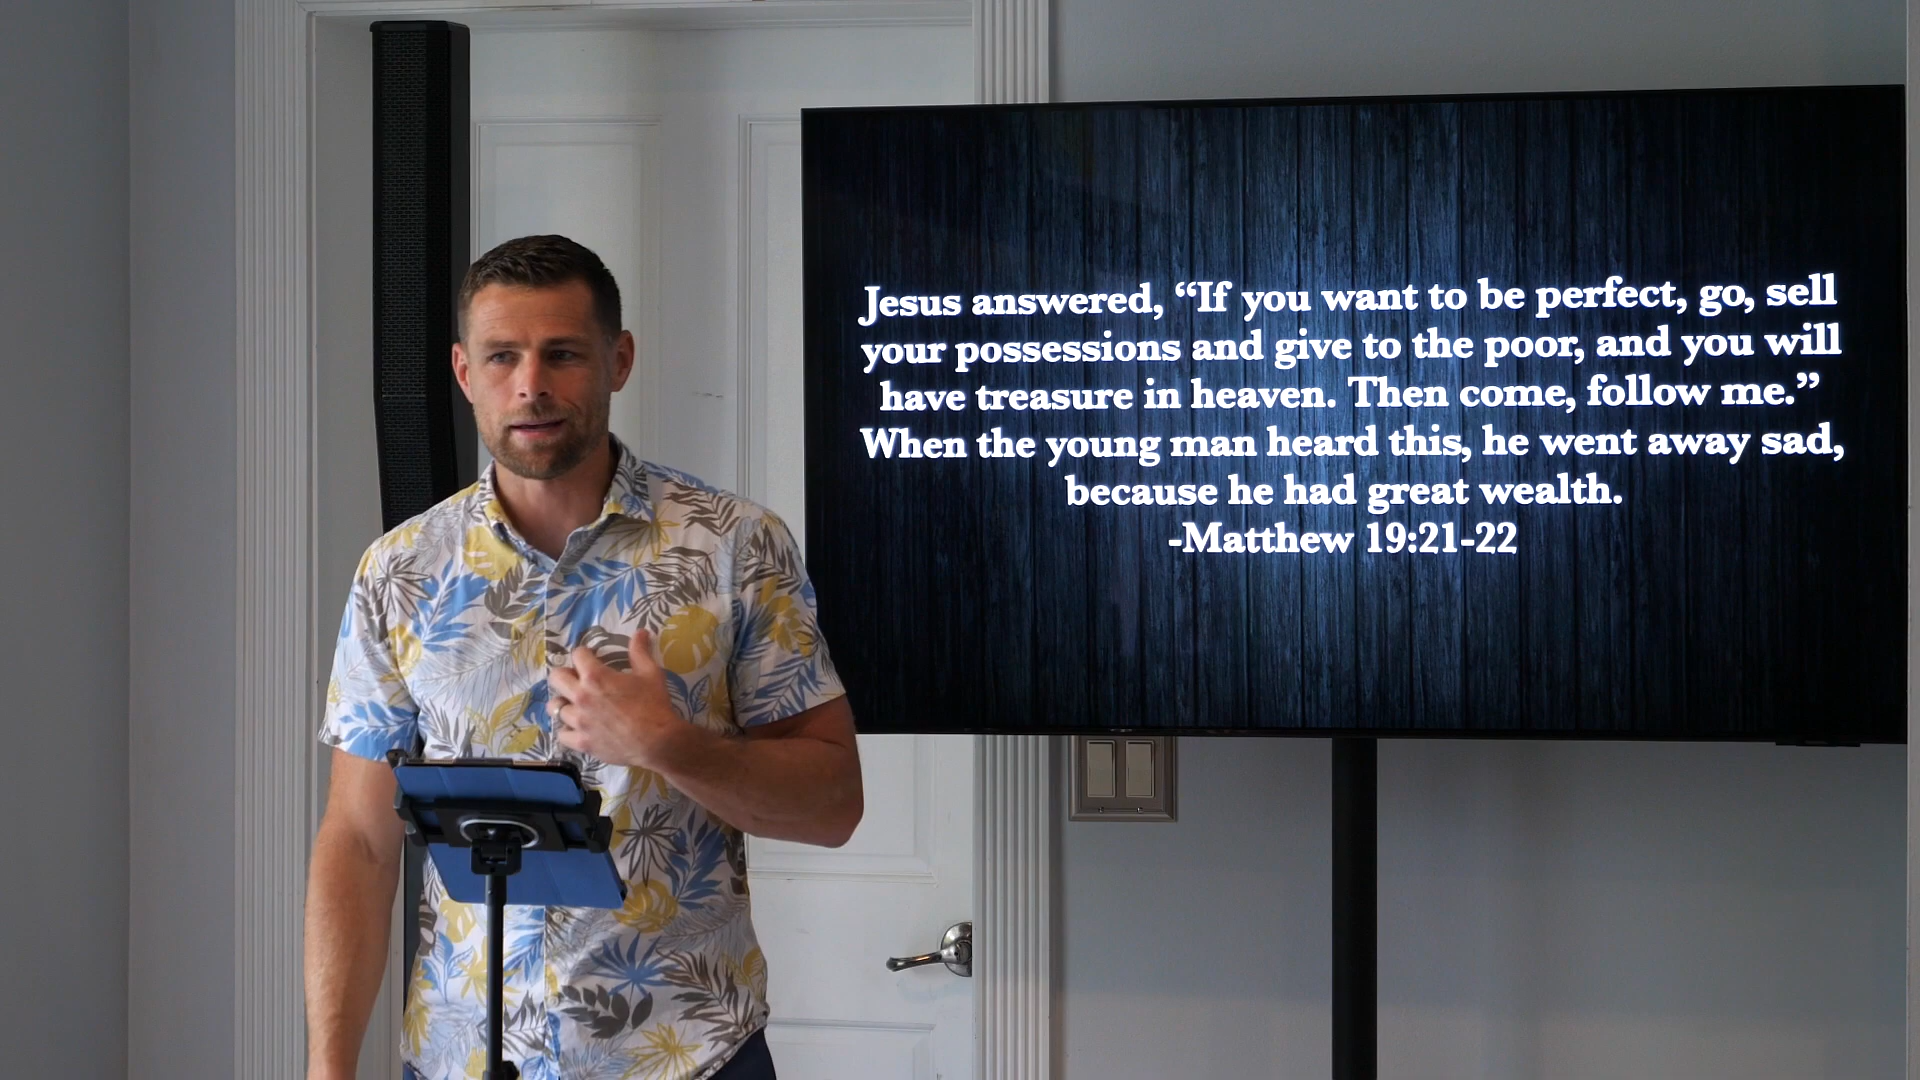 Jesus answered, “If you want to be perfect, go, sell
your possessions and give to the poor, and you will
have treasure in heaven. Then come, follow me.”
When the young man heard this, he went away sad,
because he had great wealth.
-Matthew 19:21-22